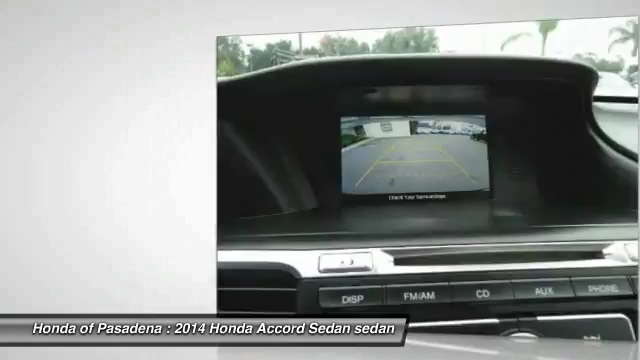 Check Your Surroundings
DISP
FM/AM
CD
AUX
PHONE
Honda of Pasadena : 2014 Honda Accord Sedan sedan